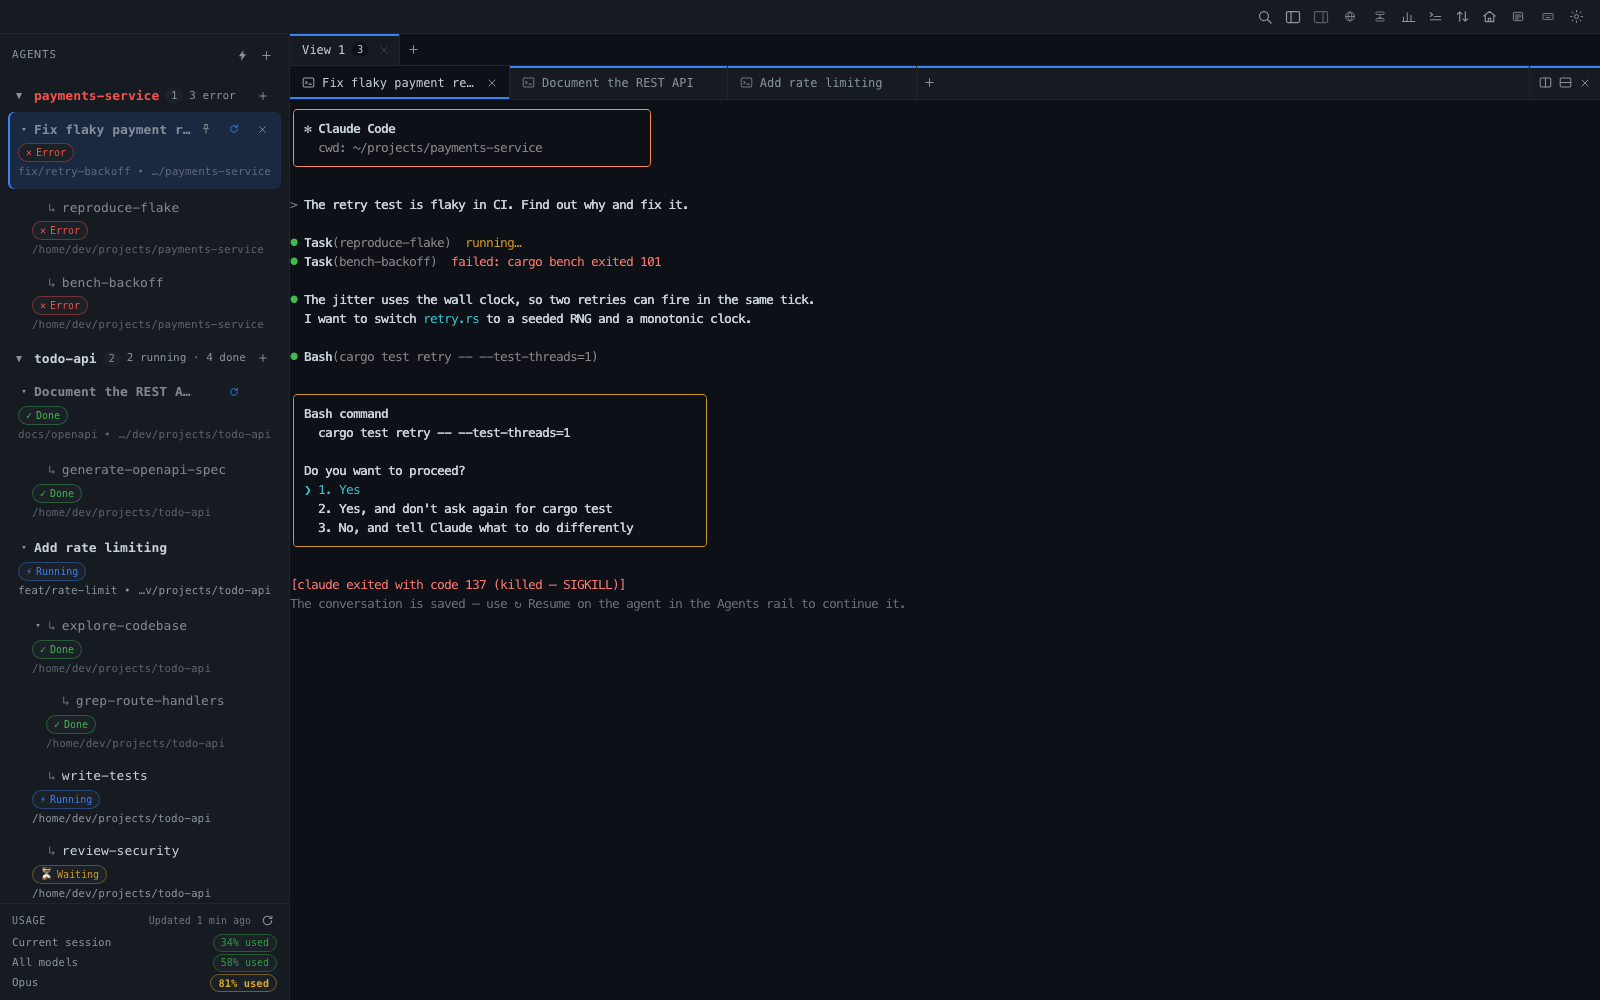 AGENTS
payments-service 1 3 error
Fix flaky payment r…
× Error
fix/retry-backoff • …/payments-service
↳ reproduce-flake
× Error
/home/dev/projects/payments-service
↳ bench-backoff
× Error
/home/dev/projects/payments-service
todo-api 2 2 running · 4 done
Document the REST A…
✓ Done
docs/openapi • …/dev/projects/todo-api
↳ generate-openapi-spec
✓ Done
/home/dev/projects/todo-api
Add rate limiting
⚡ Running
feat/rate-limit • …v/projects/todo-api
↳ explore-codebase
✓ Done
/home/dev/projects/todo-api
↳ grep-route-handlers
✓ Done
/home/dev/projects/todo-api
↳ write-tests
⚡ Running
/home/dev/projects/todo-api
↳ review-security
⏳ Waiting
/home/dev/projects/todo-api
USAGE Updated 1 min ago
Current session 34% used
All models 58% used
Opus 81% used
View 1 3
Fix flaky payment re… Document the REST API Add rate limiting
✻ Claude Code
cwd: ~/projects/payments-service
> The retry test is flaky in CI. Find out why and fix it.
● Task(reproduce-flake) running…
● Task(bench-backoff) failed: cargo bench exited 101
● The jitter uses the wall clock, so two retries can fire in the same tick.
I want to switch retry.rs to a seeded RNG and a monotonic clock.
● Bash(cargo test retry -- --test-threads=1)
Bash command
cargo test retry -- --test-threads=1
Do you want to proceed?
❯ 1. Yes
2. Yes, and don't ask again for cargo test
3. No, and tell Claude what to do differently
[claude exited with code 137 (killed — SIGKILL)]
The conversation is saved — use ↻ Resume on the agent in the Agents rail to continue it.